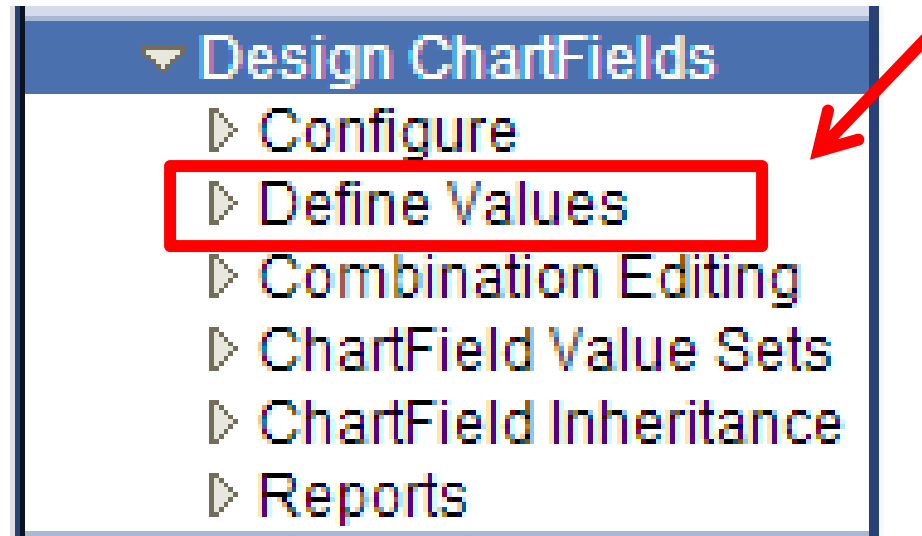 Design ChartFields
Configure
Define Values
Combination Editing
ChartField Value Sets
ChartField Inheritance
Reports